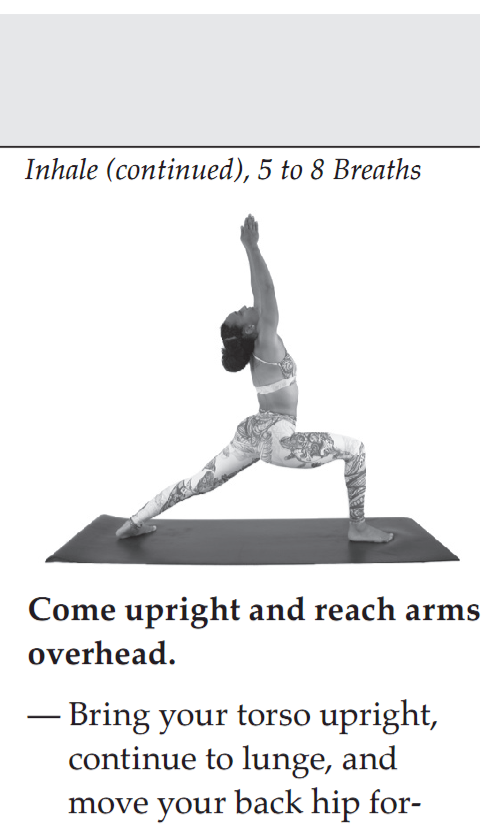 Inhale (continued), 5 to 8 Breaths
Come upright and reach arms
overhead.
— Bring your torso upright,
continue to lunge, and
move your back hip for-